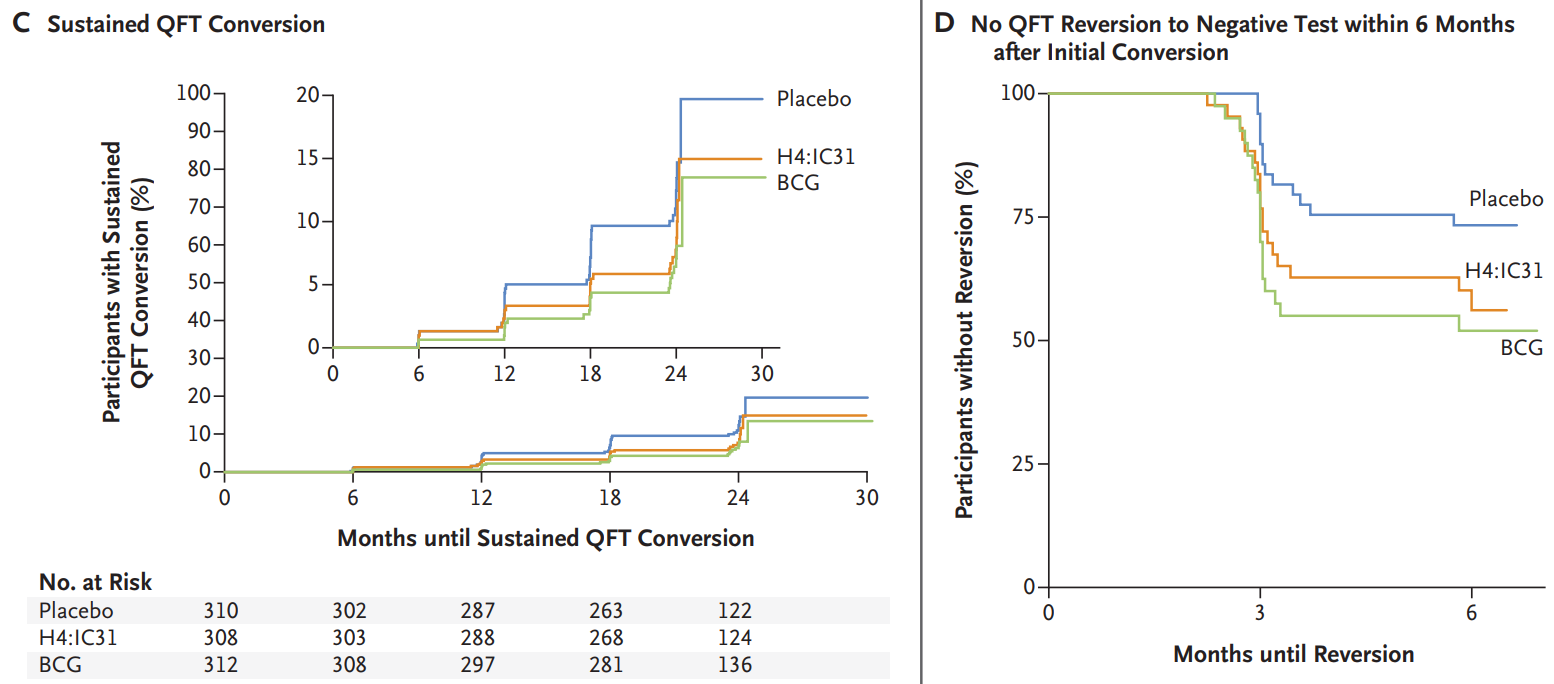 C Sustained QFT Conversion
Participants with Sustained
QFT Conversion (%)
100
90
80
70
60
50
40
30
20
10
0
20
15
10
5
0
0 6 12 18 24 30
Placebo
H4:IC31
BCG
0 6 12 18 24 30
Months until Sustained QFT Conversion
No. at Risk
Placebo 310 302 287 263 122
H4:IC31 308 303 288 268 124
BCG 312 308 297 281 136
D No QFT Reversion to Negative Test within 6 Months
after Initial Conversion
Participants without Reversion (%)
100
75
50
25
0
Placebo
H4:IC31
BCG
0 3 6
Months until Reversion